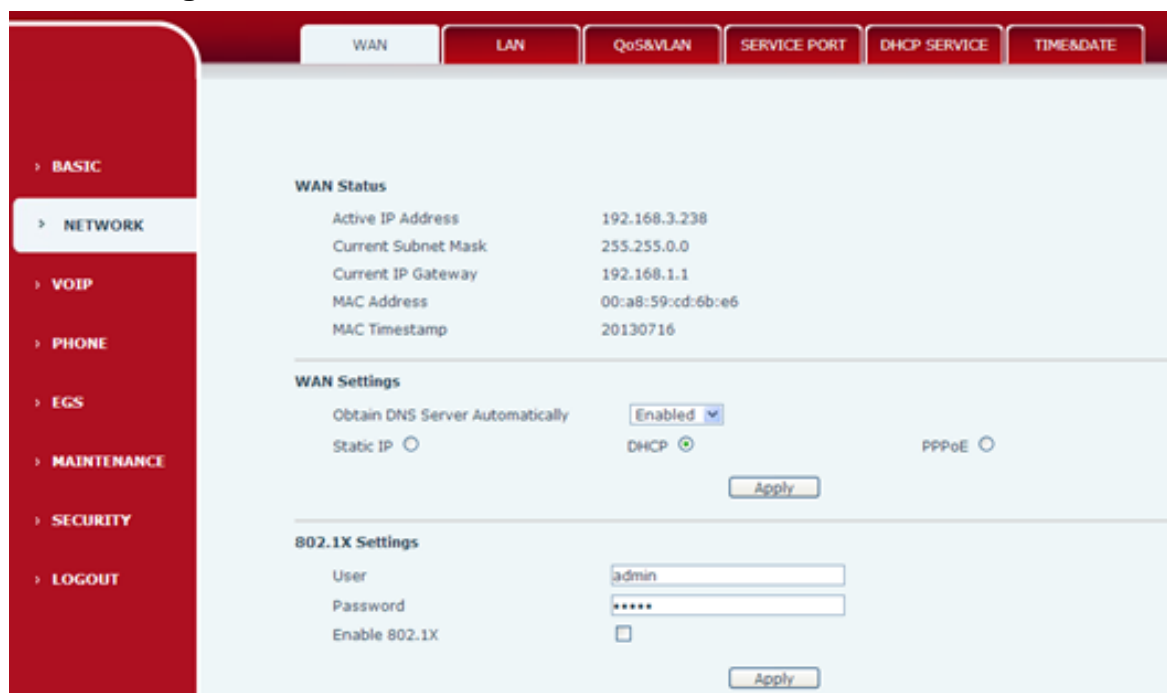 WAN LAN QoS&VLAN SERVICE PORT DHCP SERVICE TIME&DATE
BASIC
NETWORK
VOIP
PHONE
EGS
MAINTENANCE
SECURITY
LOGOUT
WAN Status
Active IP Address 192.168.3.238
Current Subnet Mask 255.255.0.0
Current IP Gateway 192.168.1.1
MAC Address 00:a8:59:cd:6b:e6
MAC Timestamp 20130716
WAN Settings
Obtain DNS Server Automatically Enabled
Static IP DHCP PPPoE
Apply
802.1X Settings
User admin
Password •••••
Enable 802.1X
Apply